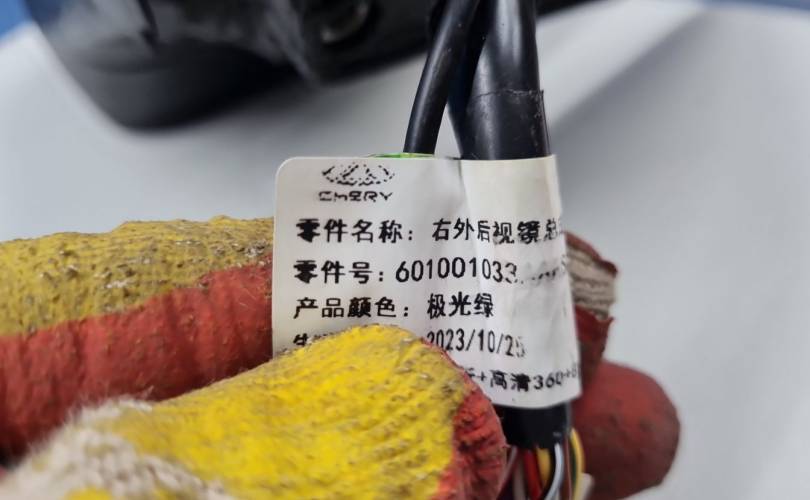 CHERY
零件名称：右外后视镜总
零件号：601001033
产品颜色：极光绿
2023/10/25
+高清360+